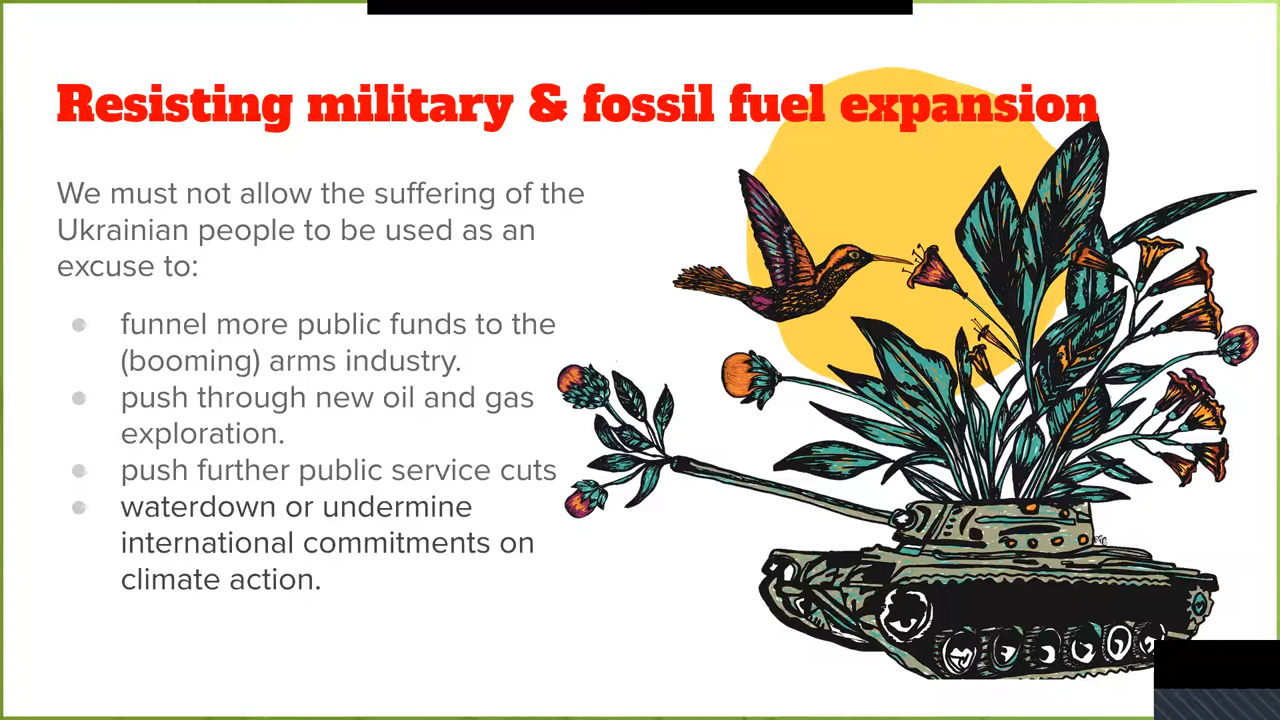 Resisting military & fossil fuel expansion
We must not allow the suffering of the
Ukrainian people to be used as an
excuse to:
funnel more public funds to the
(booming) arms industry.
push through new oil and gas
exploration.
push further public service cuts
waterdown or undermine
international commitments on
climate action.